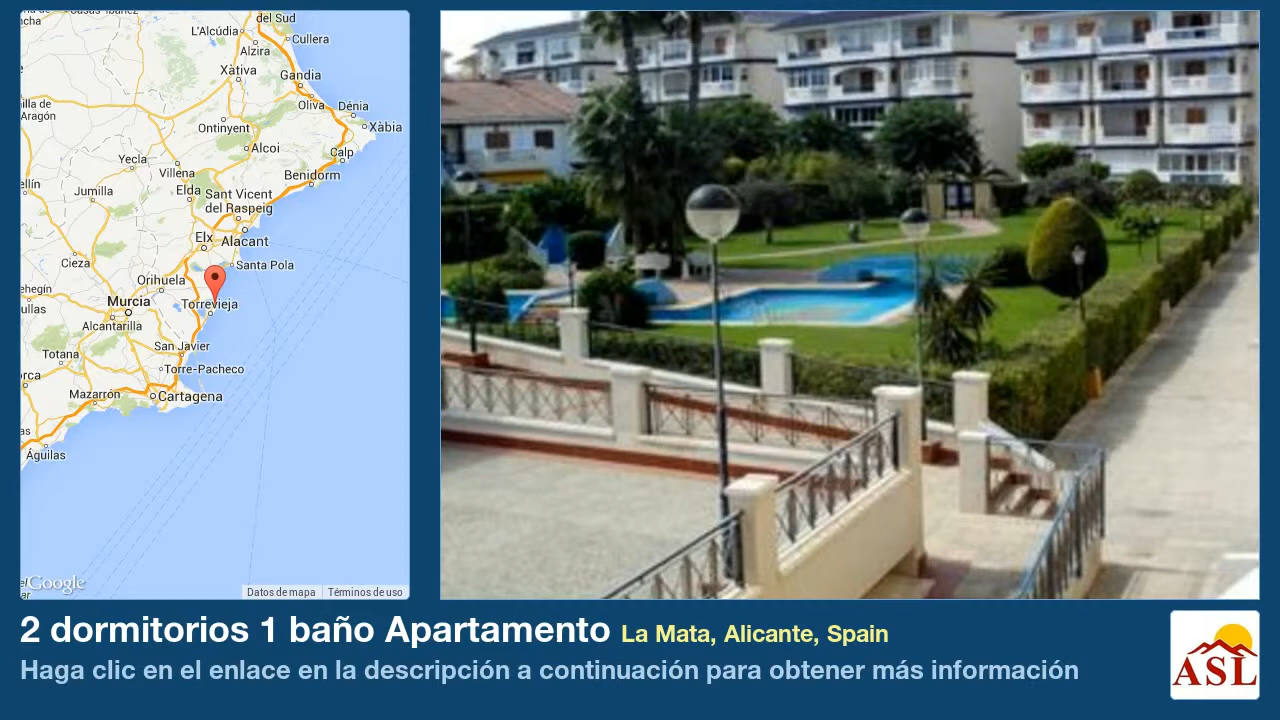 del Sud
L'Alcúdia
Cullera
Alzira
Xàtiva
Gandia
Oliva
Dénia
Xàbia
Ontinyent
Alcoi
Calp
Yecla
Villena
Benidorm
Jumilla
Elda
Sant Vicent
del Raspeig
Elx
Alacant
Cieza
Santa Pola
Orihuela
Murcia
Torrevieja
Alcantarilla
San Javier
Totana
Torre-Pacheco
Mazarrón
Cartagena
Águilas
Google
Datos de mapa
Términos de uso
2 dormitorios 1 baño Apartamento La Mata, Alicante, Spain
Haga clic en el enlace en la descripción a continuación para obtener más información
ASL